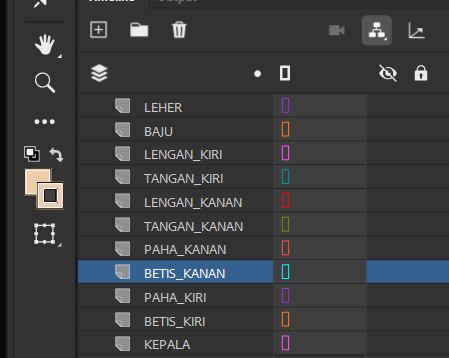 LEHER
BAJU
LENGAN_KIRI
TANGAN_KIRI
LENGAN_KANAN
TANGAN_KANAN
PAHA_KANAN
BETIS_KANAN
PAHA_KIRI
BETIS_KIRI
KEPALA